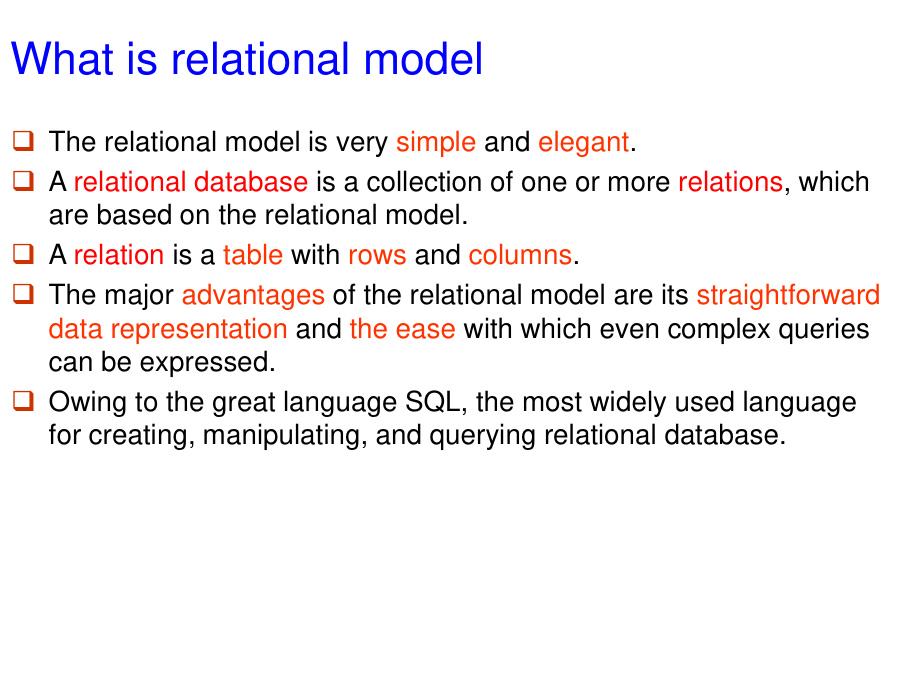 What is relational model
❑ The relational model is very simple and elegant.
❑ A relational database is a collection of one or more relations, which
are based on the relational model.
❑ A relation is a table with rows and columns.
❑ The major advantages of the relational model are its straightforward
data representation and the ease with which even complex queries
can be expressed.
❑ Owing to the great language SQL, the most widely used language
for creating, manipulating, and querying relational database.